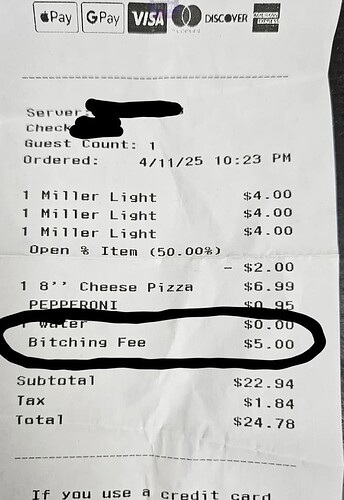 Pay
G Pay
VISA
DISCOVER
AMERICAN EXPRESS
Server:
Check
Guest Count: 1
Ordered: 4/11/25 10:23 PM
1 Miller Light $4.00
1 Miller Light $4.00
1 Miller Light $4.00
Open % Item (50.00%)
- $2.00
1 8'' Cheese Pizza $6.99
PEPPERONI $0.95
1 water $0.00
Bitching Fee $5.00
Subtotal $22.94
Tax $1.84
Total $24.78
If you use a credit card